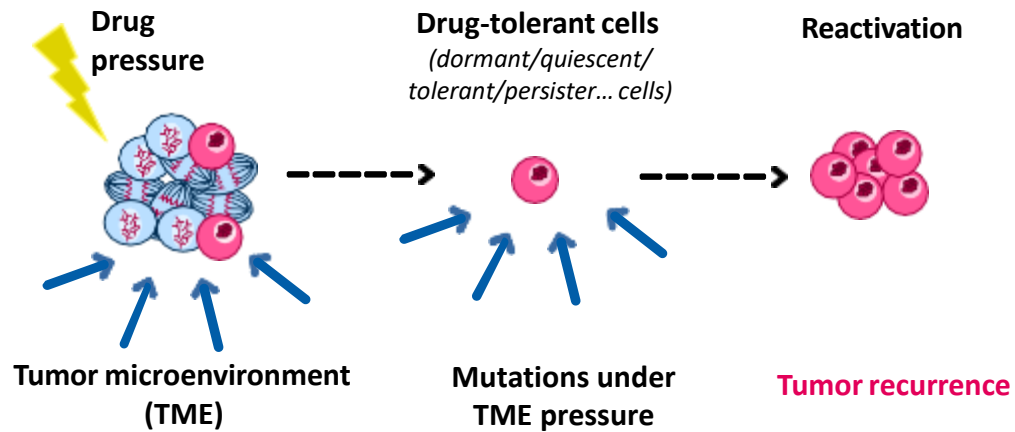 Drug
pressure
Drug-tolerant cells
(dormant/quiescent/
tolerant/persister... cells)
Reactivation
Tumor microenvironment
(TME)
Mutations under
TME pressure
Tumor recurrence